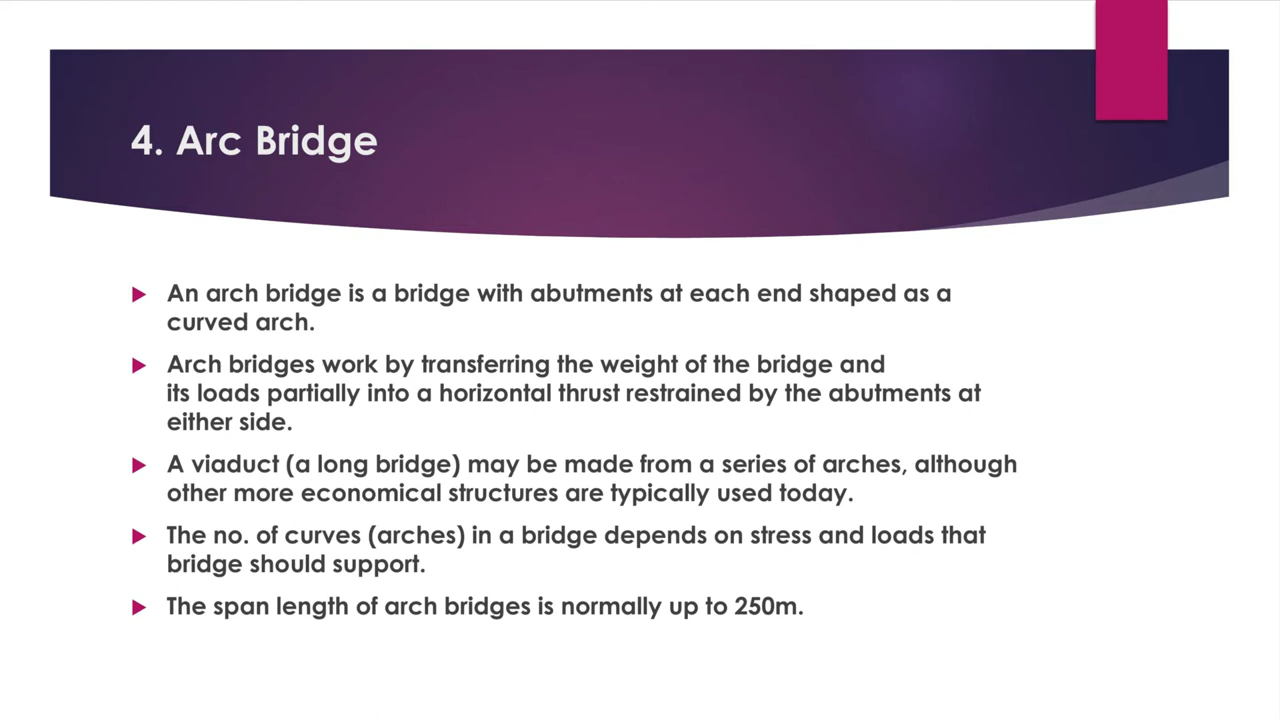 4. Arc Bridge
An arch bridge is a bridge with abutments at each end shaped as a
curved arch.
Arch bridges work by transferring the weight of the bridge and
its loads partially into a horizontal thrust restrained by the abutments at
either side.
A viaduct (a long bridge) may be made from a series of arches, although
other more economical structures are typically used today.
The no. of curves (arches) in a bridge depends on stress and loads that
bridge should support.
The span length of arch bridges is normally up to 250m.